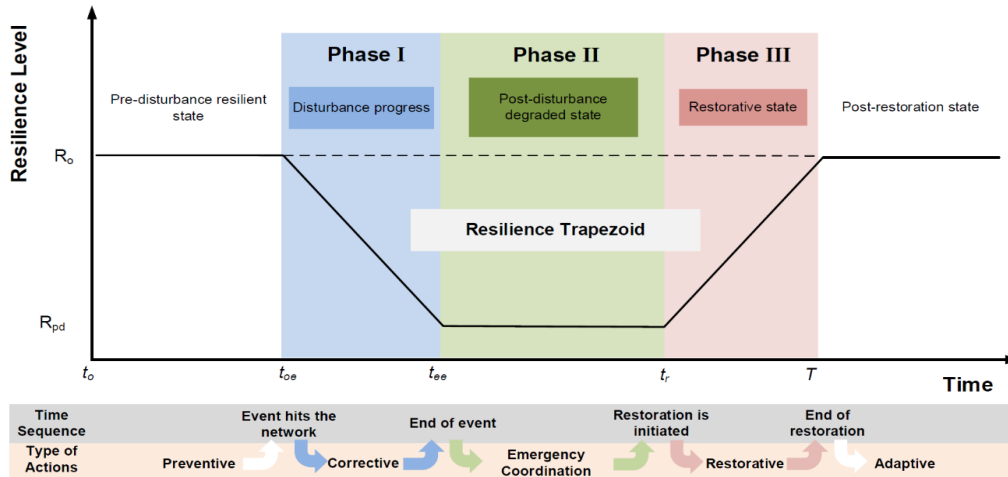 Resilience Level
Phase I
Phase II
Phase III
Pre-disturbance resilient
state
Disturbance progress
Post-disturbance
degraded state
Restorative state
Post-restoration state
Ro
Resilience Trapezoid
Rpd
to
toe
tee
tr
T
Time
Time
Sequence
Event hits the
network
End of event
Restoration is
initiated
End of
restoration
Type of
Actions
Preventive
Corrective
Emergency
Coordination
Restorative
Adaptive